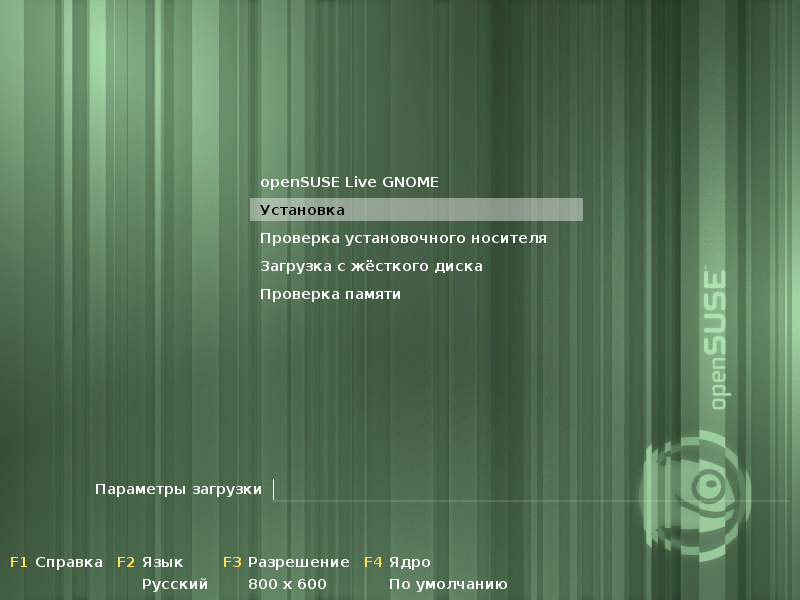 openSUSE Live GNOME
Установка
Проверка установочного носителя
Загрузка с жёсткого диска
Проверка памяти
openSUSE
Параметры загрузки
F1 Справка F2 Язык F3 Разрешение F4 Ядро
Русский 800 x 600 По умолчанию